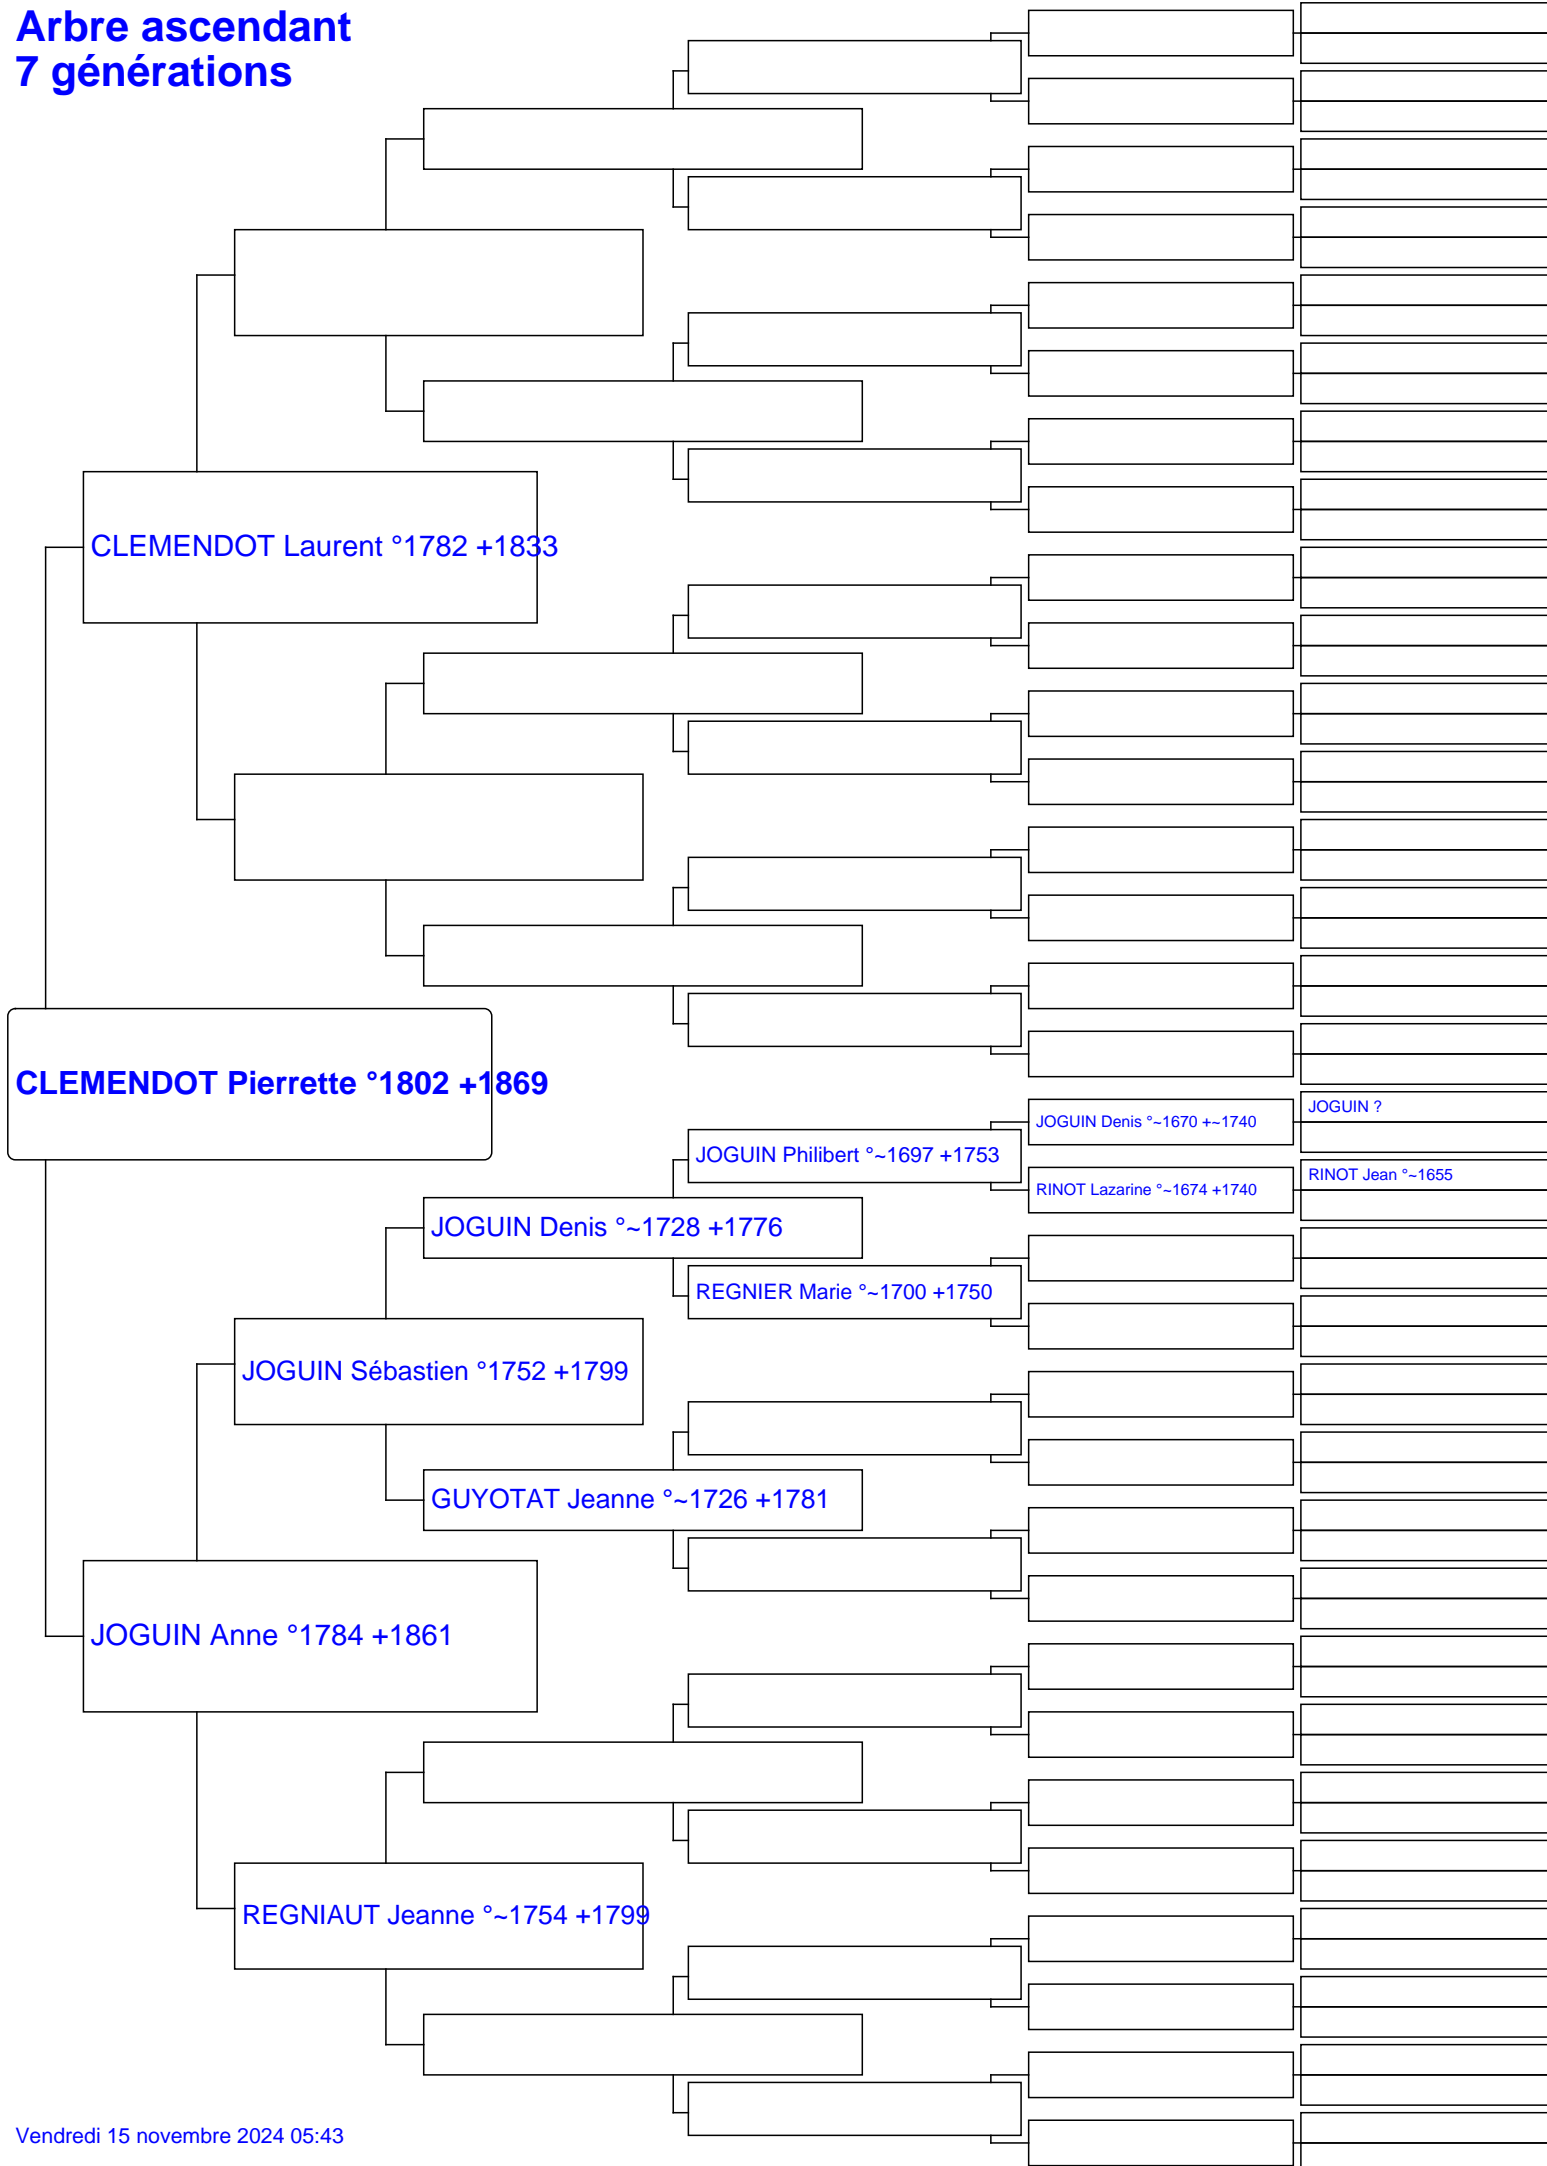 Arbre ascendant
7 générations
CLEMENDOT Laurent °1782 +1833
CLEMENDOT Pierrette °1802 +1869
JOGUIN ?
JOGUIN Denis °~1670 +~1740
JOGUIN Philibert °~1697 +1753
RINOT Jean °~1655
RINOT Lazarine °~1674 +1740
JOGUIN Denis °~1728 +1776
REGNIER Marie °~1700 +1750
JOGUIN Sébastien °1752 +1799
GUYOTAT Jeanne °~1726 +1781
JOGUIN Anne °1784 +1861
REGNIAUT Jeanne °~1754 +1799
Vendredi 15 novembre 2024 05:43